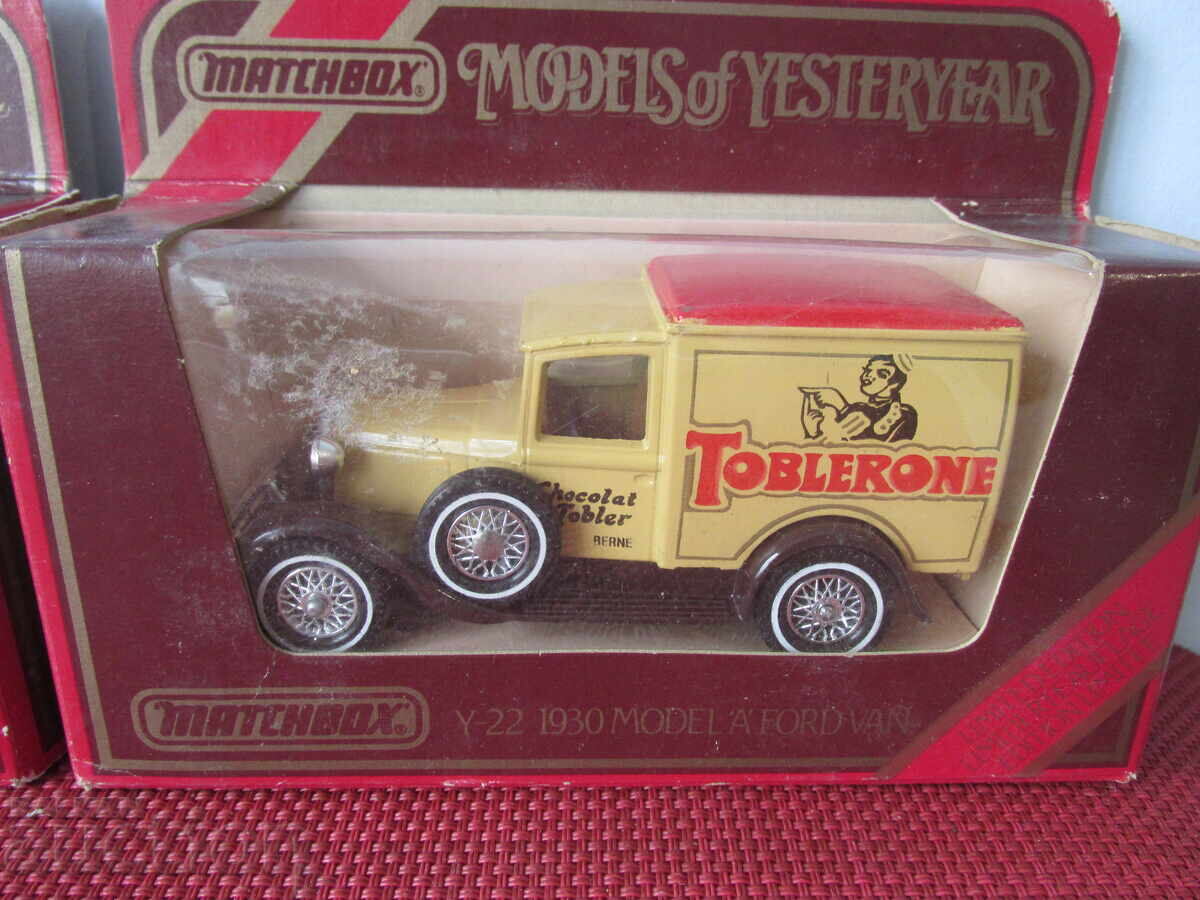 MATCHBOX®
MODELS of YESTERYEAR
TOBLERONE
Chocolat
Tobler
BERNE
MATCHBOX®
Y-22 1930 MODEL 'A' FORD VAN